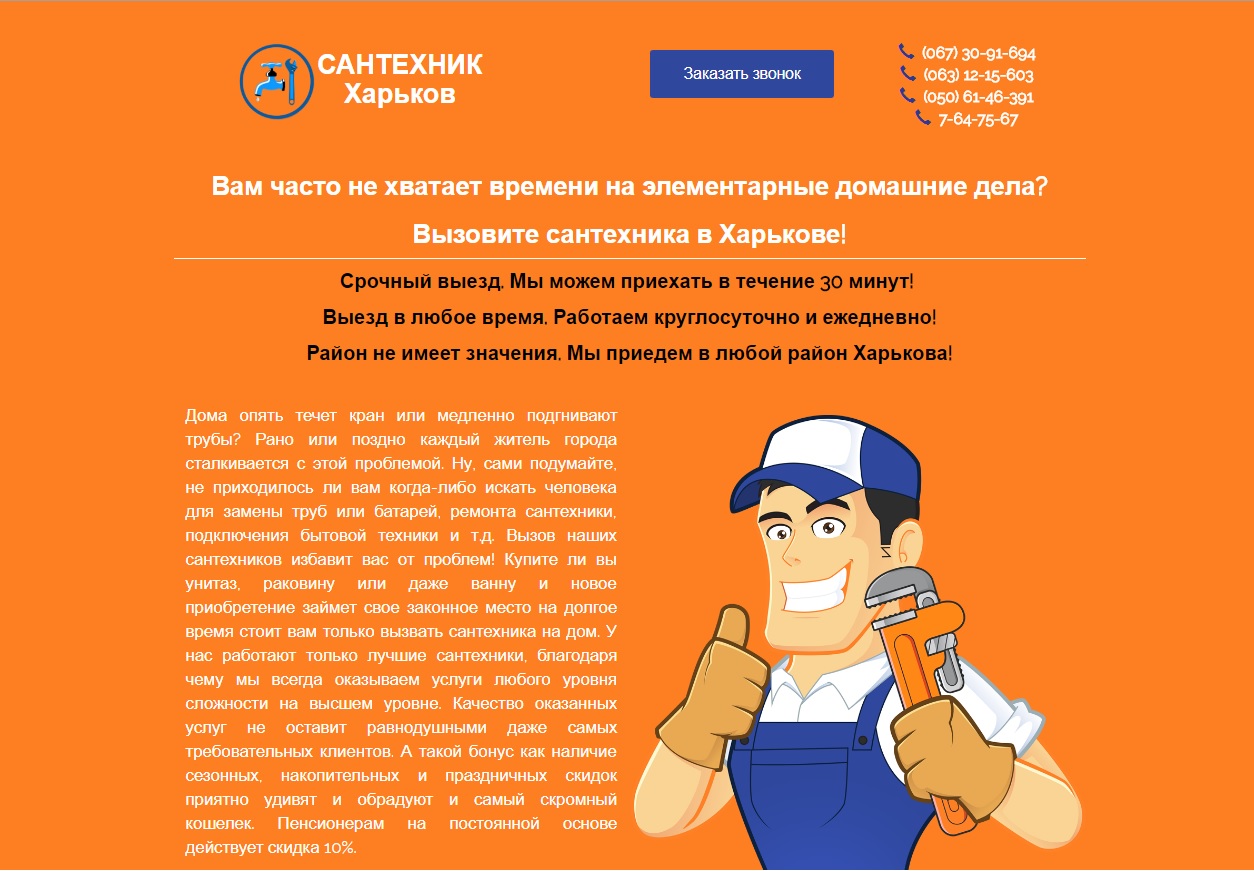 САНТЕХНИК
Харьков
Заказать звонок
(067) 30-91-694
(063) 12-15-603
(050) 61-46-391
7-64-75-67
Вам часто не хватает времени на элементарные домашние дела?
Вызовите сантехника в Харькове!
Срочный выезд. Мы можем приехать в течение 30 минут!
Выезд в любое время. Работаем круглосуточно и ежедневно!
Район не имеет значения. Мы приедем в любой район Харькова!
Дома опять течет кран или медленно подгнивают
трубы? Рано или поздно каждый житель города
сталкивается с этой проблемой. Ну, сами подумайте,
не приходилось ли вам когда-либо искать человека
для замены труб или батарей, ремонта сантехники,
подключения бытовой техники и т.д. Вызов наших
сантехников избавит вас от проблем! Купите ли вы
унитаз, раковину или даже ванну и новое
приобретение займет свое законное место на долгое
время стоит вам только вызвать сантехника на дом. У
нас работают только лучшие сантехники, благодаря
чему мы всегда оказываем услуги любого уровня
сложности на высшем уровне. Качество оказанных
услуг не оставит равнодушными даже самых
требовательных клиентов. А такой бонус как наличие
сезонных, накопительных и праздничных скидок
приятно удивят и обрадуют и самый скромный
кошелек. Пенсионерам на постоянной основе
действует скидка 10%.